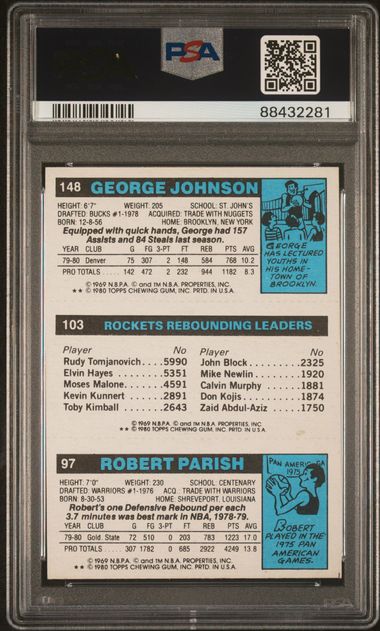 PSA
88432281
148 GEORGE JOHNSON
HEIGHT: 6'7" WEIGHT: 205 SCHOOL: ST. JOHN'S
DRAFTED: BUCKS #1-1978 ACQUIRED: TRADE WITH NUGGETS
BORN: 12-8-56 HOME: BROOKLYN, NEW YORK
Equipped with quick hands, George had 157
Assists and 84 Steals last season.
YEAR CLUB G FG 3-PT FT REB PTS AVG
79-80 Denver 75 307 2 148 584 768 10.2
PRO TOTALS 142 472 2 232 944 1182 8.3
© 1969 N.B.P.A. © N.B.A. PROPERTIES, INC.
★★ © 1980 TOPPS CHEWING GUM, INC. PRTD. IN U.S.A.
GEORGE
HAS LECTURED
YOUTHS IN
HIS HOME-
TOWN OF
BROOKLYN.
103 ROCKETS REBOUNDING LEADERS
Player No Player No
Rudy Tomjanovich.....5990 John Block.........2325
Elvin Hayes.....5351 Mike Newlin........1920
Moses Malone....4591 Calvin Murphy......1881
Kevin Kunnert....2891 Don Kojis..........1874
Toby Kimball.....2643 Zaid Abdul-Aziz....1750
© 1969 N.B.P.A. © N.B.A. PROPERTIES, INC.
★★ © 1980 TOPPS CHEWING GUM, INC. PRTD. IN U.S.A.
97 ROBERT PARISH
HEIGHT: 7'0" WEIGHT: 230 SCHOOL: CENTENARY
DRAFTED: WARRIORS #1-1976 ACQ.: TRADE WITH WARRIORS
BORN: 8-30-53 HOME: SHREVEPORT, LOUISIANA
Robert's one Defensive Rebound per each
3.7 minutes was best mark in NBA, 1978-79.
YEAR CLUB G FG 3-PT FT REB PTS AVG
79-80 Gold. State 72 510 0 203 783 1223 17.0
PRO TOTALS 307 1782 0 685 2922 4249 13.8
© 1969 N.B.P.A. © N.B.A. PROPERTIES, INC.
★★ © 1980 TOPPS CHEWING GUM, INC. PRTD. IN U.S.A.
PAN AMERICA
1975
ROBERT
PLAYED IN THE
1975 PAN
AMERICAN
GAMES.